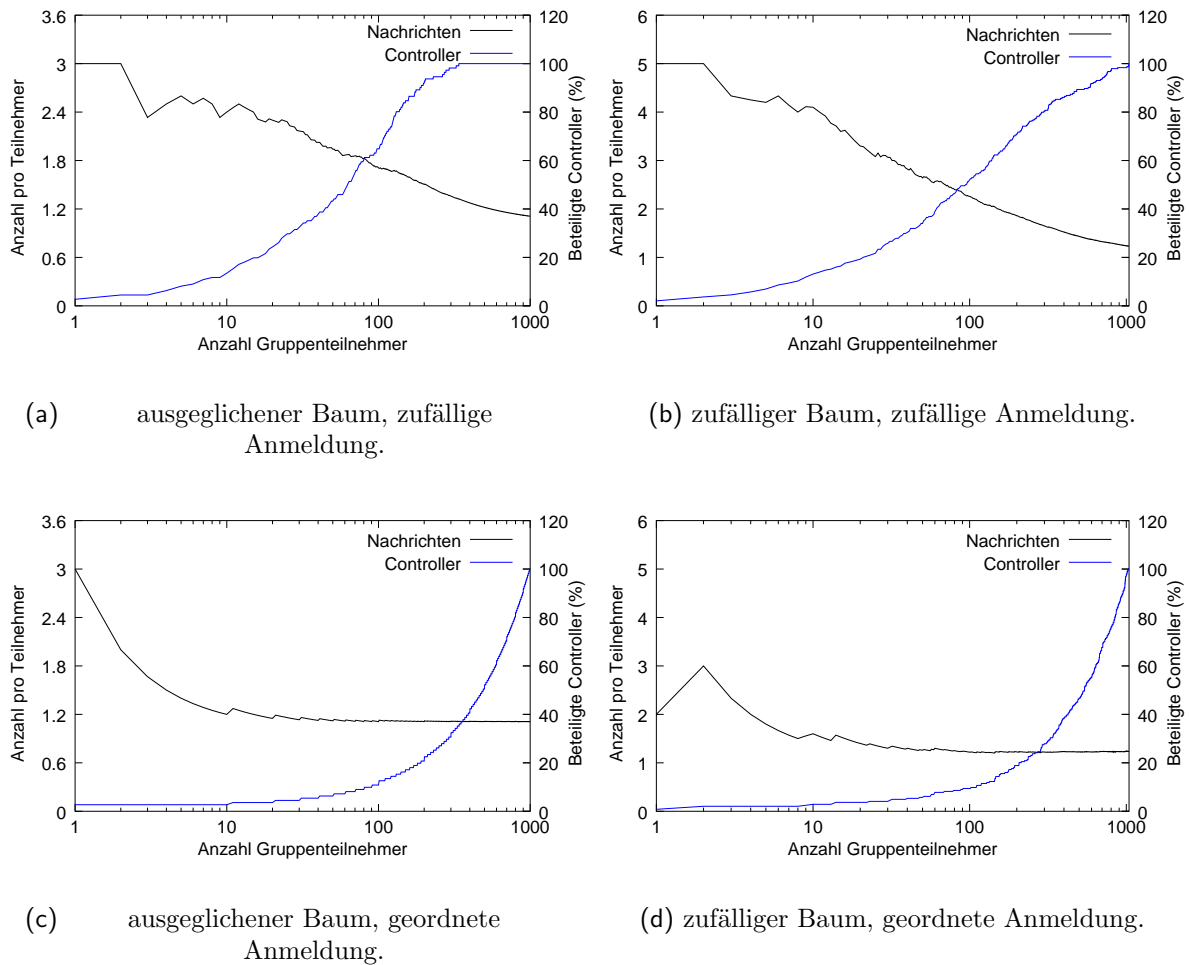 3.6
3
2.4
1.8
1.2
0.6
0
120
100
80
60
40
20
0
1
10
100
1000
Anzahl pro Teilnehmer
Beteiligte Controller (%)
Anzahl Gruppenteilnehmer
Nachrichten
Controller
(a) ausgeglichener Baum, zufällige
Anmeldung.
6
5
4
3
2
1
0
120
100
80
60
40
20
0
1
10
100
1000
Anzahl pro Teilnehmer
Beteiligte Controller (%)
Anzahl Gruppenteilnehmer
Nachrichten
Controller
(b) zufälliger Baum, zufällige Anmeldung.
3.6
3
2.4
1.8
1.2
0.6
0
120
100
80
60
40
20
0
1
10
100
1000
Anzahl pro Teilnehmer
Beteiligte Controller (%)
Anzahl Gruppenteilnehmer
Nachrichten
Controller
(c) ausgeglichener Baum, geordnete
Anmeldung.
6
5
4
3
2
1
0
120
100
80
60
40
20
0
1
10
100
1000
Anzahl pro Teilnehmer
Beteiligte Controller (%)
Anzahl Gruppenteilnehmer
Nachrichten
Controller
(d) zufälliger Baum, geordnete Anmeldung.